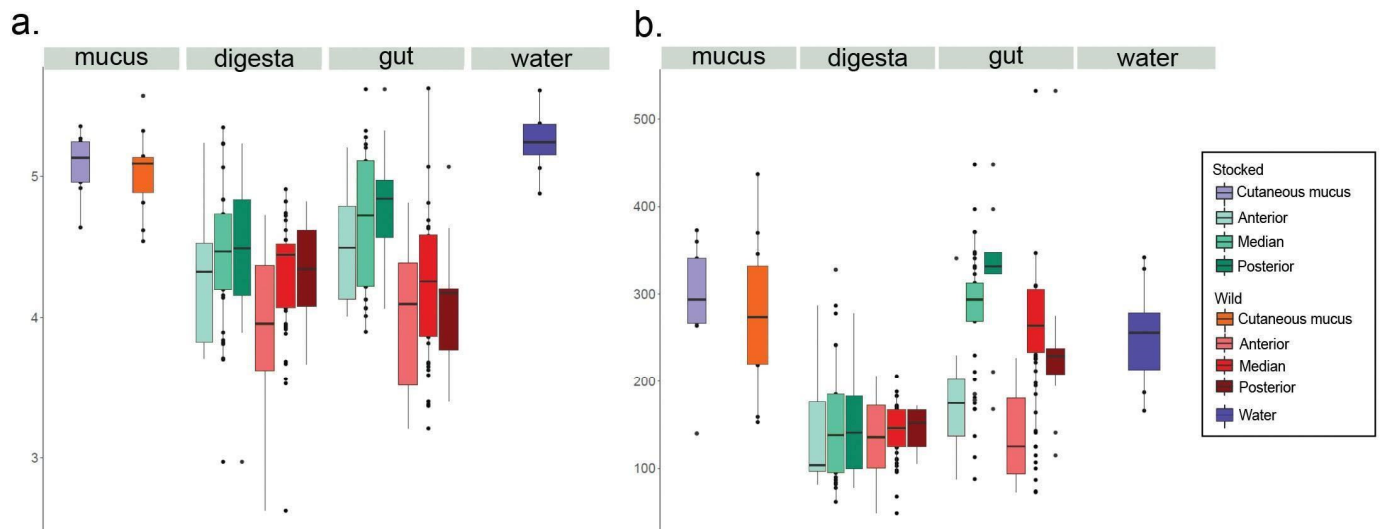 a.
mucus
digesta
gut
water
5
4
3
b.
mucus
digesta
gut
water
500
400
300
200
100
Stocked
Cutaneous mucus
Anterior
Median
Posterior
Wild
Cutaneous mucus
Anterior
Median
Posterior
Water